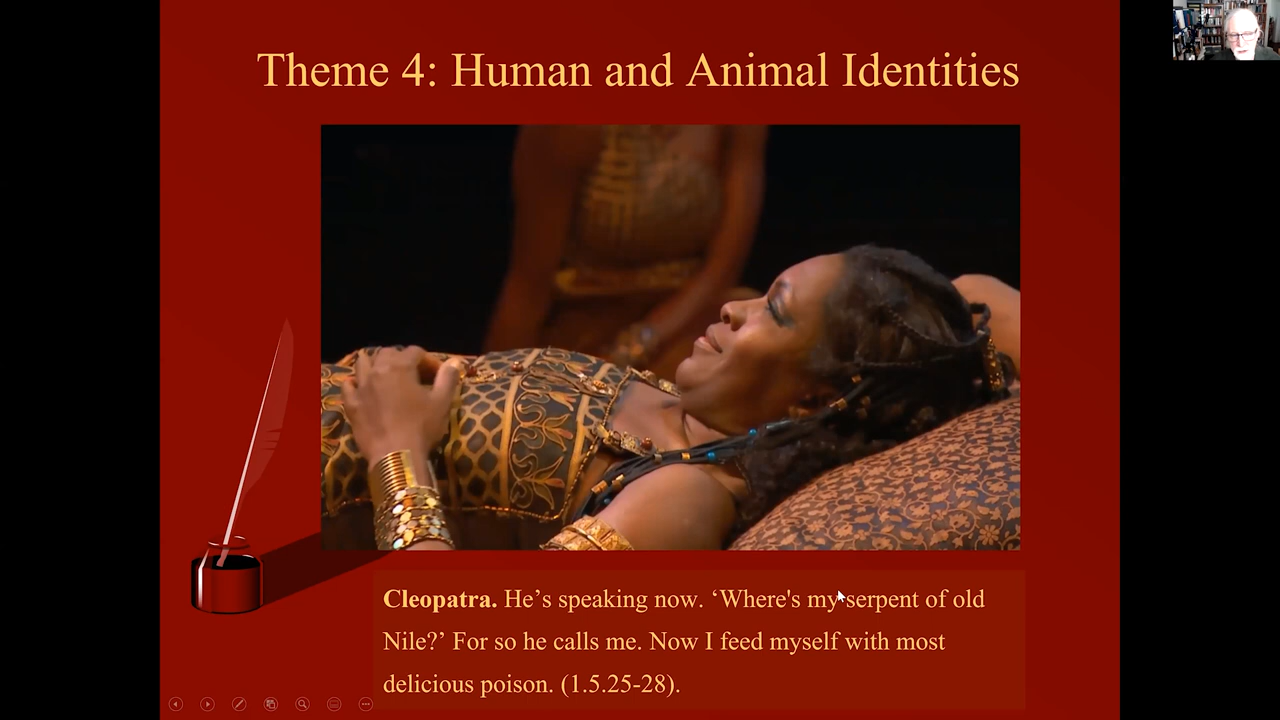 Theme 4: Human and Animal Identities
Cleopatra. He’s speaking now. ‘Where's my serpent of old
Nile?’ For so he calls me. Now I feed myself with most
delicious poison. (1.5.25-28).